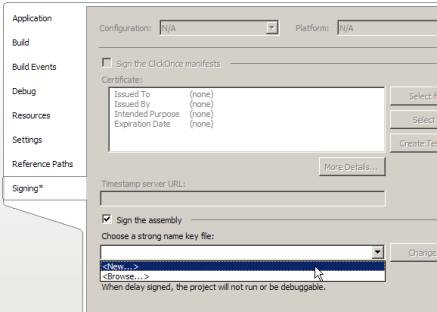 Application
Build
Build Events
Debug
Resources
Settings
Reference Paths
Signing*
Configuration: N/A Platform: N/A
Sign the ClickOnce manifests
Certificate:
Issued To (none)
Issued By (none)
Intended Purpose (none)
Expiration Date (none)
Select
Select
Create
More Details...
Timestamp server URL:
Sign the assembly
Choose a strong name key file:
Change
<New...>
<Browse...>
When delay signed, the project will not run or be debuggable.